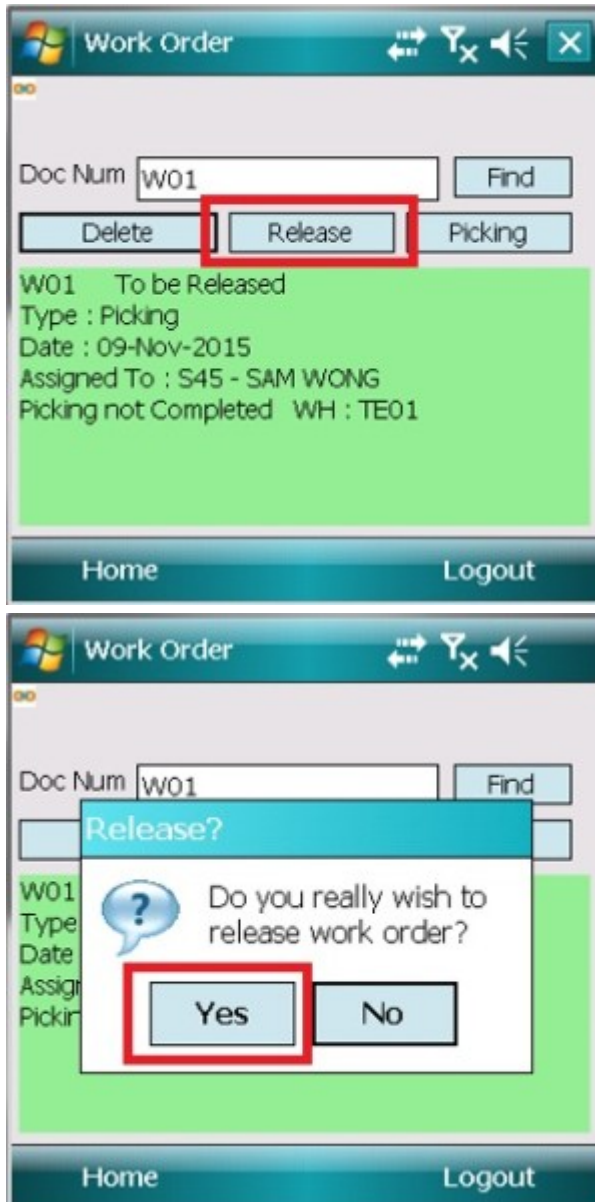 Work Order
Doc Num W01 Find
Delete Release Picking
W01 To be Released
Type : Picking
Date : 09-Nov-2015
Assigned To : S45 - SAM WONG
Picking not Completed WH : TE01
Home Logout
Work Order
Doc Num W01 Find
Release?
W01
Type
Date
Do you really wish to
release work order?
Yes No
Home Logout